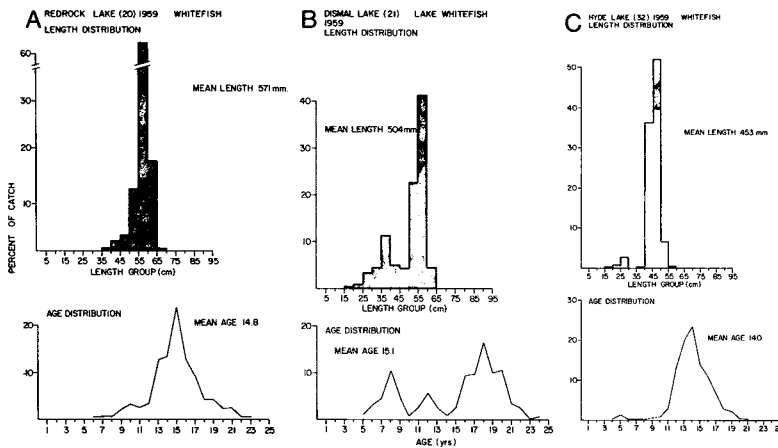 A
REDROCK LAKE (20) 1959 WHITEFISH
LENGTH DISTRIBUTION
60
30
20
10
MEAN LENGTH 571 mm.
PERCENT OF CATCH
5 15 25 35 45 55 65 75 85 95
LENGTH GROUP (cm)
B
DISMAL LAKE (21) LAKE WHITEFISH
1959
LENGTH DISTRIBUTION
40
30
20
10
MEAN LENGTH 504 mm
5 15 25 35 45 55 65 75 85 95
LENGTH GROUP (cm)
C
HYDE LAKE (32) 1959 WHITEFISH
LENGTH DISTRIBUTION
50
40
30
20
10
MEAN LENGTH 453 mm
5 15 25 35 45 55 65 75 85 95
LENGTH GROUP (cm)
AGE DISTRIBUTION
MEAN AGE 14.8
20
10
1 3 5 7 9 11 13 15 17 19 21 23 25
AGE DISTRIBUTION
MEAN AGE 15.1
20
10
1 3 5 7 9 11 13 15 17 19 21 23 25
AGE (yrs)
AGE DISTRIBUTION
MEAN AGE 14.0
30
20
10
1 3 5 7 9 11 13 15 17 19 21 23 25